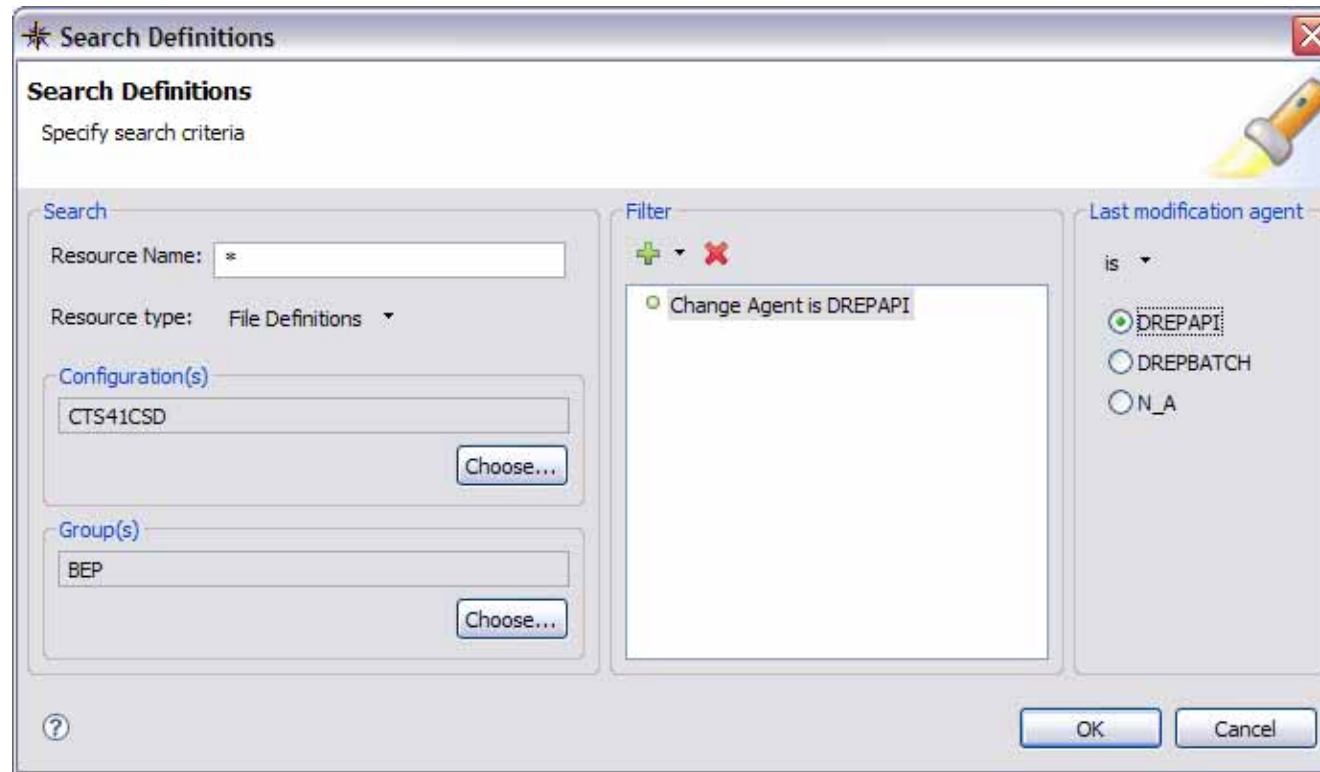 Search Definitions
Search Definitions
Specify search criteria
Search
Resource Name: *
Resource type: File Definitions
Configuration(s)
CTS41CSD
Choose...
Group(s)
BEP
Choose...
Filter
Change Agent is DREPAPI
Last modification agent
is
DREPAPI
DREPBATCH
N_A
?
OK
Cancel